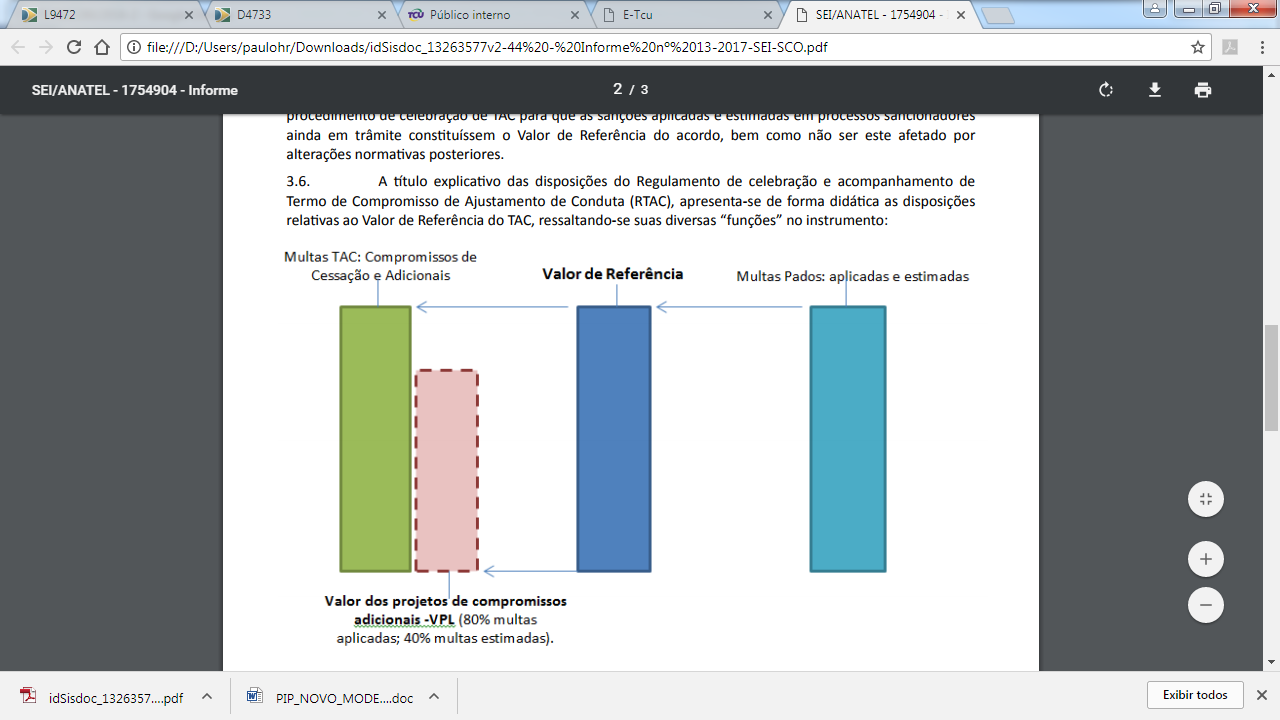 L9472
D4733
TCU Público interno
E-Tcu
SEI/ANATEL - 1754904 -
file:///D:/Users/paulohr/Downloads/idSisdoc_13263577v2-44%20-%20Informe%20nº%2013-2017-SEI-SCO.pdf
SEI/ANATEL - 1754904 - Informe
2 / 3
procedimento de celebração de TAC para que as sanções aplicadas e estimadas em processos sancionadores
ainda em trâmite constituíssem o Valor de Referência do acordo, bem como não ser este afetado por
alterações normativas posteriores.
3.6. A título explicativo das disposições do Regulamento de celebração e acompanhamento de
Termo de Compromisso de Ajustamento de Conduta (RTAC), apresenta-se de forma didática as disposições
relativas ao Valor de Referência do TAC, ressaltando-se suas diversas “funções” no instrumento:
Multas TAC: Compromissos de
Cessação e Adicionais
Valor de Referência
Multas Pados: aplicadas e estimadas
Valor dos projetos de compromissos
adicionais -VPL (80% multas
aplicadas; 40% multas estimadas).
idSisdoc_1326357....pdf
PIP_NOVO_MODE....doc
Exibir todos